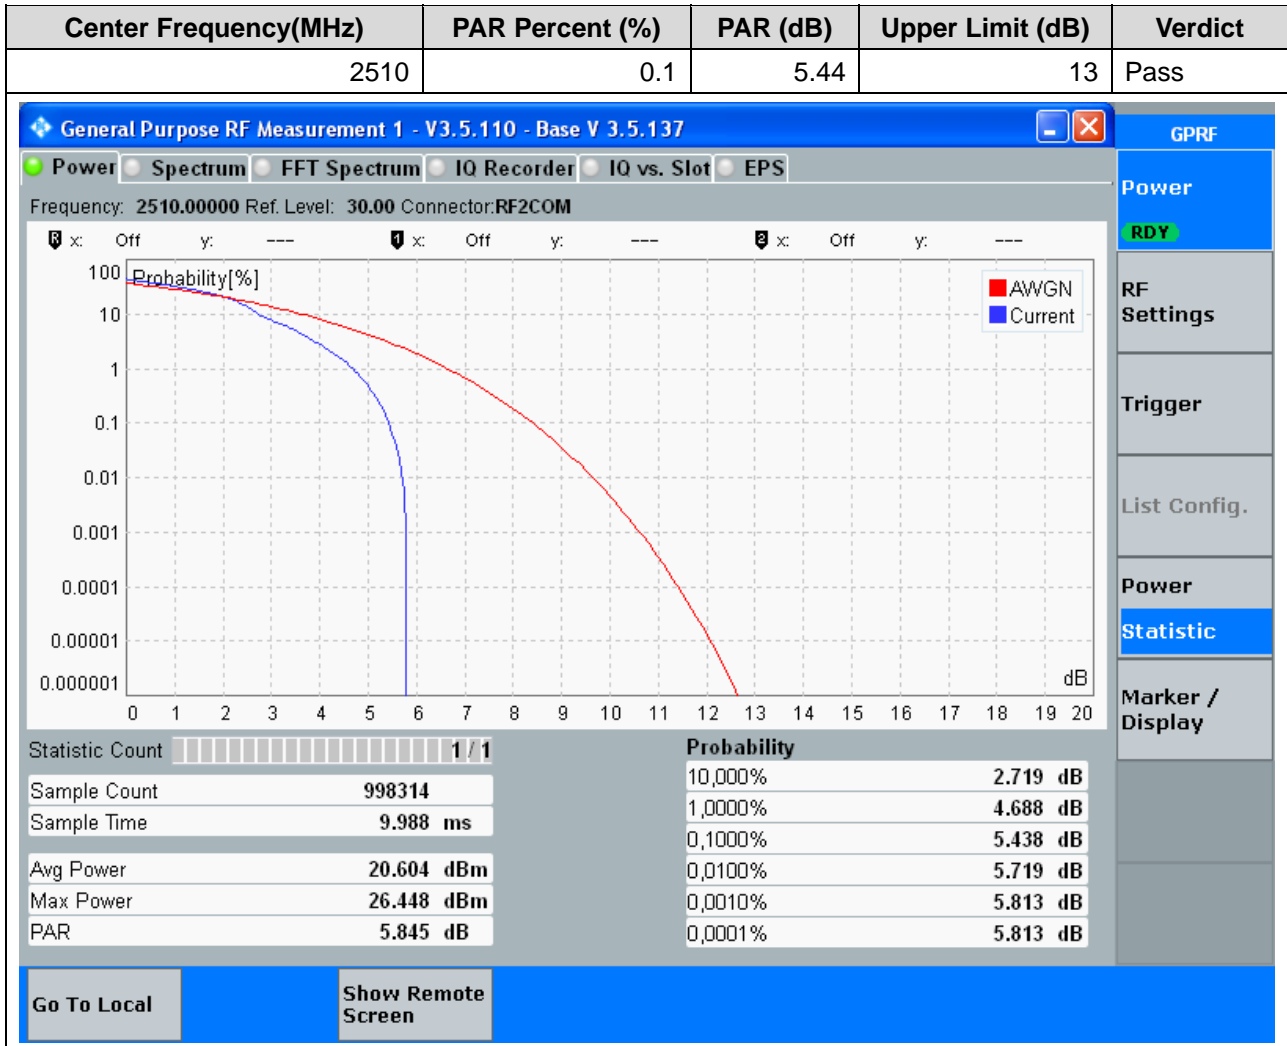 Center Frequency(MHz) PAR Percent (%) PAR (dB) Upper Limit (dB) Verdict
2510 0.1 5.44 13 Pass
General Purpose RF Measurement 1 - V3.5.110 - Base V 3.5.137
GPRF
Power Spectrum FFT Spectrum IQ Recorder IQ vs. Slot EPS
Power
RDY
Frequency: 2510.00000 Ref. Level: 30.00 Connector:RF2COM
R x: Off y: --- 1 x: Off y: --- 2 x: Off y: ---
Probability[%]
AWGN
Current
100
10
1
0.1
0.01
0.001
0.0001
0.00001
0.000001
dB
0 1 2 3 4 5 6 7 8 9 10 11 12 13 14 15 16 17 18 19 20
RF
Settings
Trigger
List Config.
Power
Statistic
Marker /
Display
Statistic Count 1 / 1
Sample Count 998314
Sample Time 9.988 ms
Avg Power 20.604 dBm
Max Power 26.448 dBm
PAR 5.845 dB
Probability
10,000% 2.719 dB
1,0000% 4.688 dB
0,1000% 5.438 dB
0,0100% 5.719 dB
0,0010% 5.813 dB
0,0001% 5.813 dB
Go To Local
Show Remote
Screen